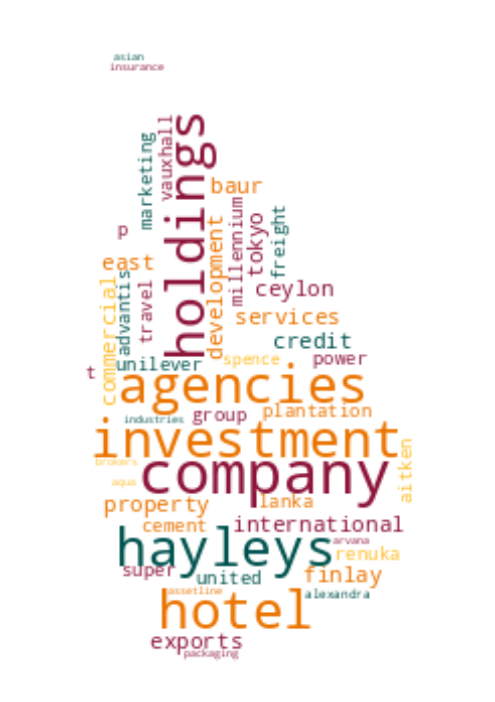 asian
insurance
holdings
vauxhall
marketing
baur
p
millennium
tokyo
freight
development
east
advantis
travel
commercial
ceylon
services
credit
power
spence
unilever
t
agencies
industries
group
plantation
investment
brokers
company
aitken
aqua
property
lanka
cement
international
hayleys
arvana
renuka
super
united
finlay
assetline
alexandra
hotel
exports
packaging